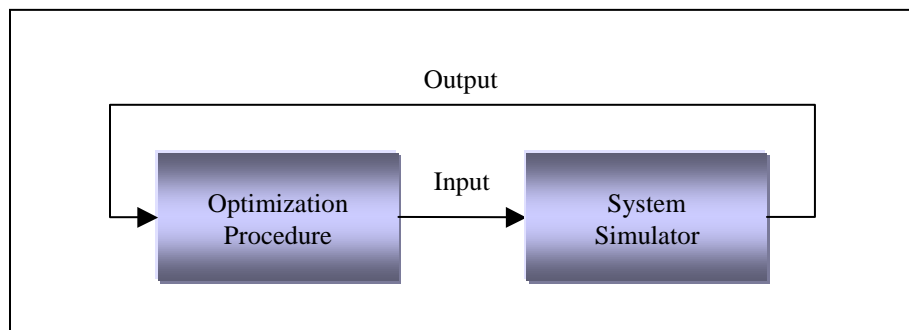 Output
Input
Optimization
Procedure
System
Simulator